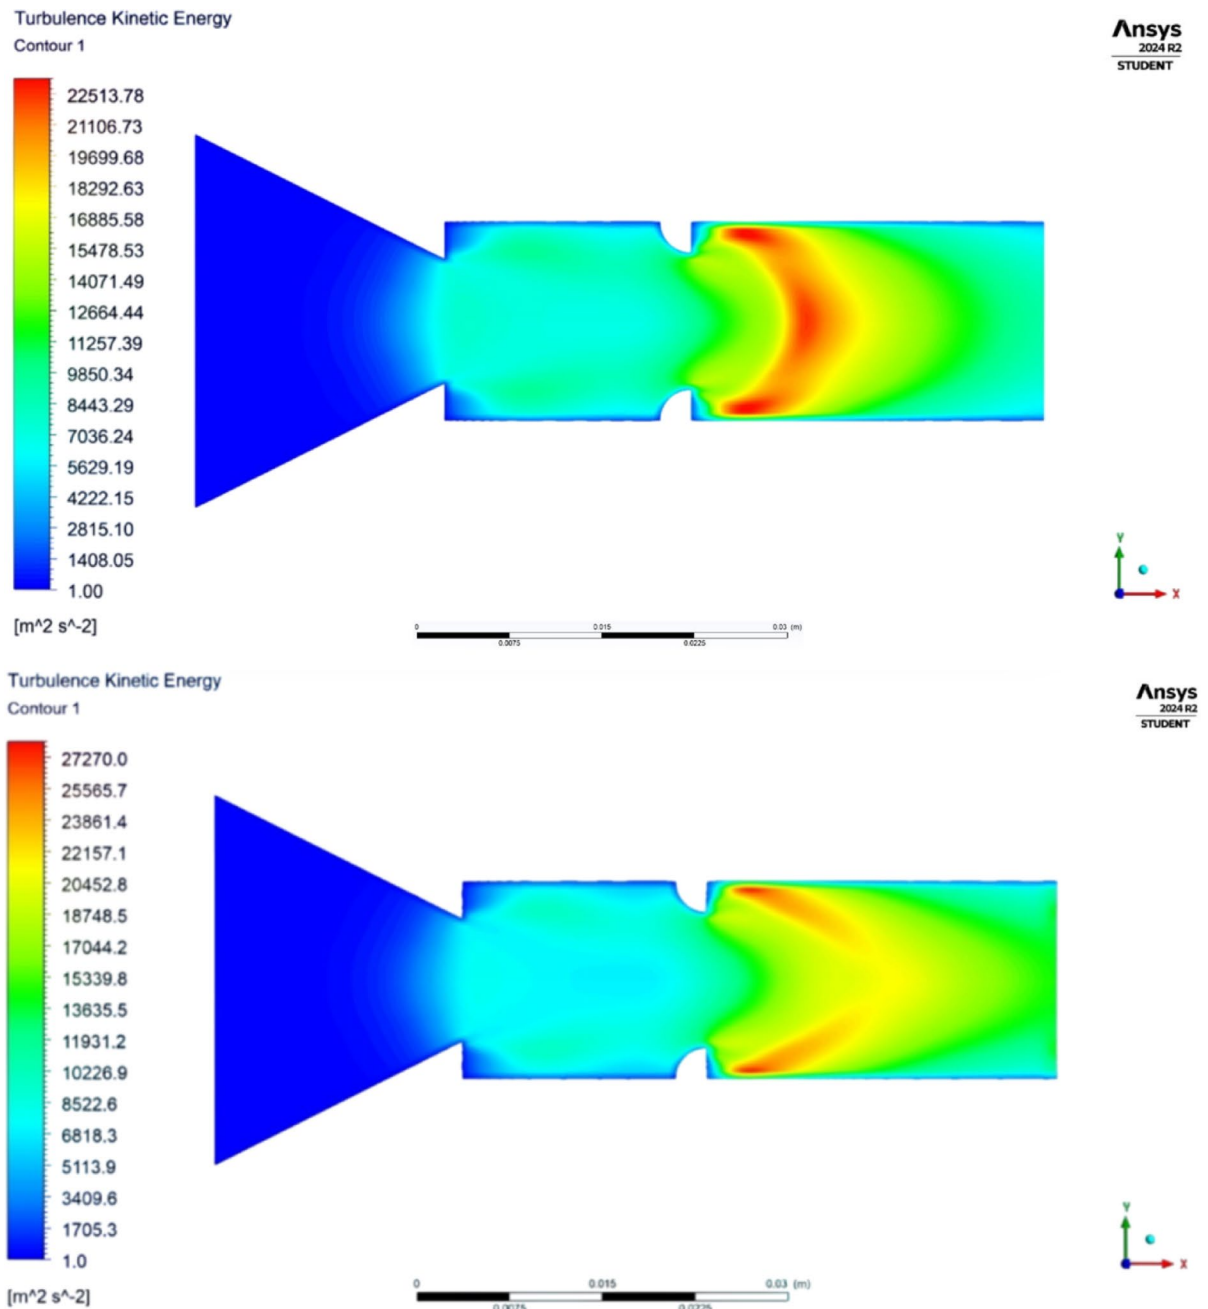 Turbulence Kinetic Energy
Contour 1
Ansys
2024 R2
STUDENT
22513.78
21106.73
19699.68
18292.63
16885.58
15478.53
14071.49
12664.44
11257.39
9850.34
8443.29
7036.24
5629.19
4222.15
2815.10
1408.05
1.00
[m^2 s^-2]
Y
X
0 0.015 0.03 (m)
0.0075 0.0225
Turbulence Kinetic Energy
Contour 1
Ansys
2024 R2
STUDENT
27270.0
25565.7
23861.4
22157.1
20452.8
18748.5
17044.2
15339.8
13635.5
11931.2
10226.9
8522.6
6818.3
5113.9
3409.6
1705.3
1.0
[m^2 s^-2]
Y
X
0 0.015 0.03 (m)
0.0075 0.0225